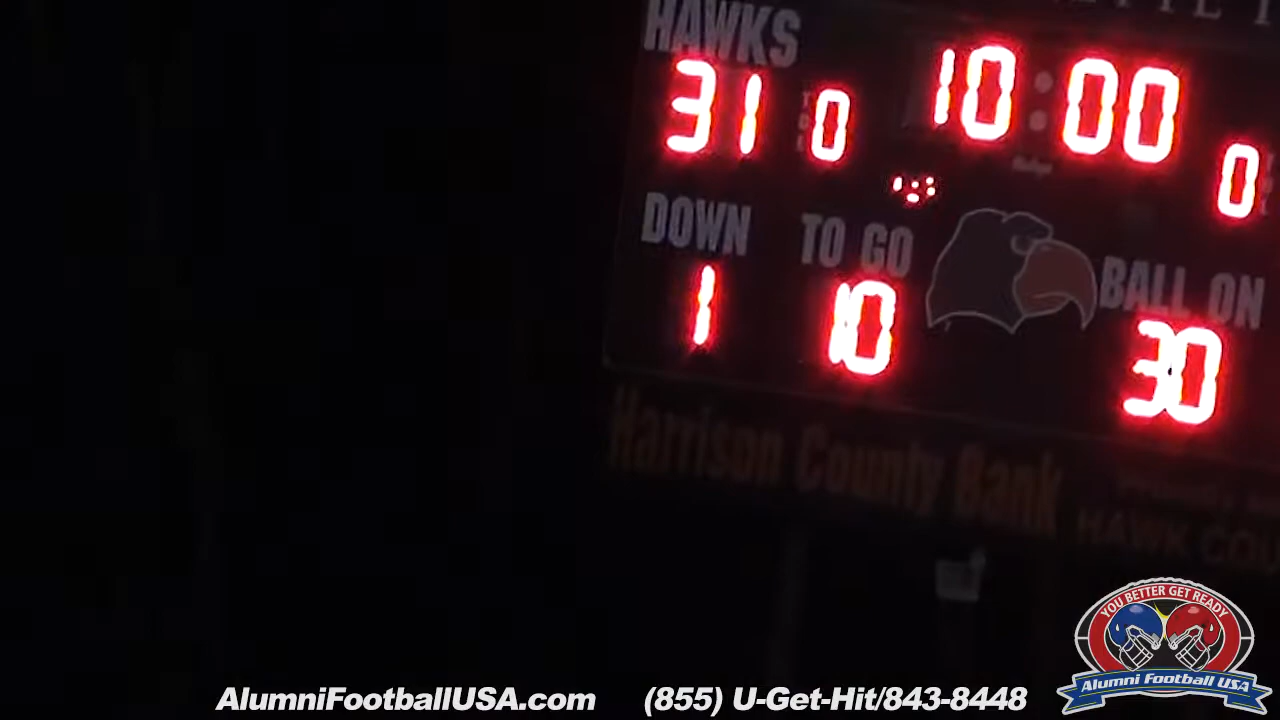 HAWKS
31 0 10:00 0
DOWN TO GO BALL ON
1 10 30
Harrison County Bank
HAWK
YOU BETTER GET READY
Alumni Football USA
AlumniFootballUSA.com (855) U-Get-Hit/843-8448